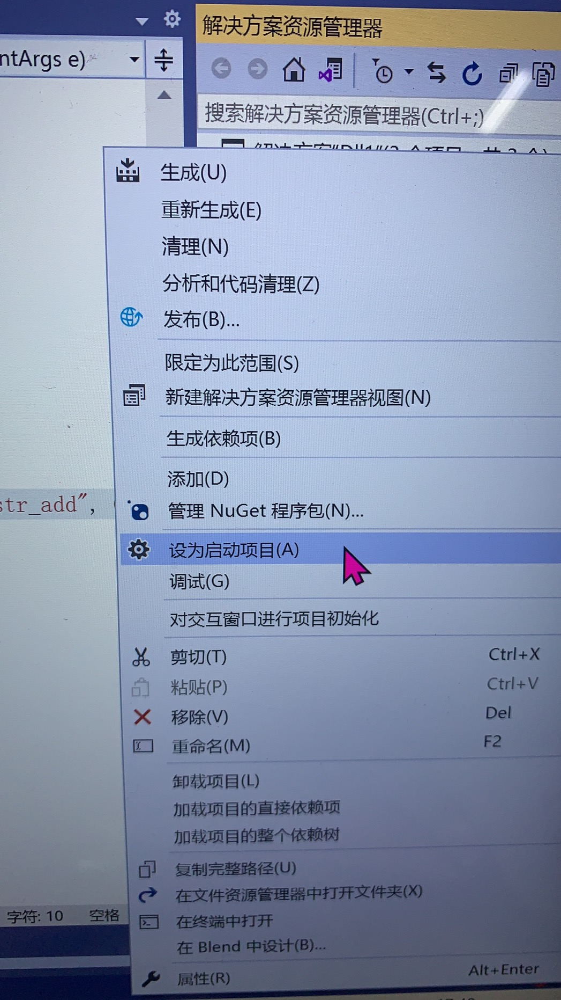 解决方案资源管理器
ntArgs e)
搜索解决方案资源管理器(Ctrl+;)
生成(U)
重新生成(E)
清理(N)
分析和代码清理(Z)
发布(B)...
限定为此范围(S)
新建解决方案资源管理器视图(N)
生成依赖项(B)
添加(D)
str_add",
管理 NuGet 程序包(N)...
设为启动项目(A)
调试(G)
对交互窗口进行项目初始化
剪切(T) Ctrl+X
粘贴(P) Ctrl+V
移除(V) Del
重命名(M) F2
卸载项目(L)
加载项目的直接依赖项
加载项目的整个依赖树
复制完整路径(U)
在文件资源管理器中打开文件夹(X)
字符: 10 空格
在终端中打开
在 Blend 中设计(B)...
属性(R) Alt+Enter